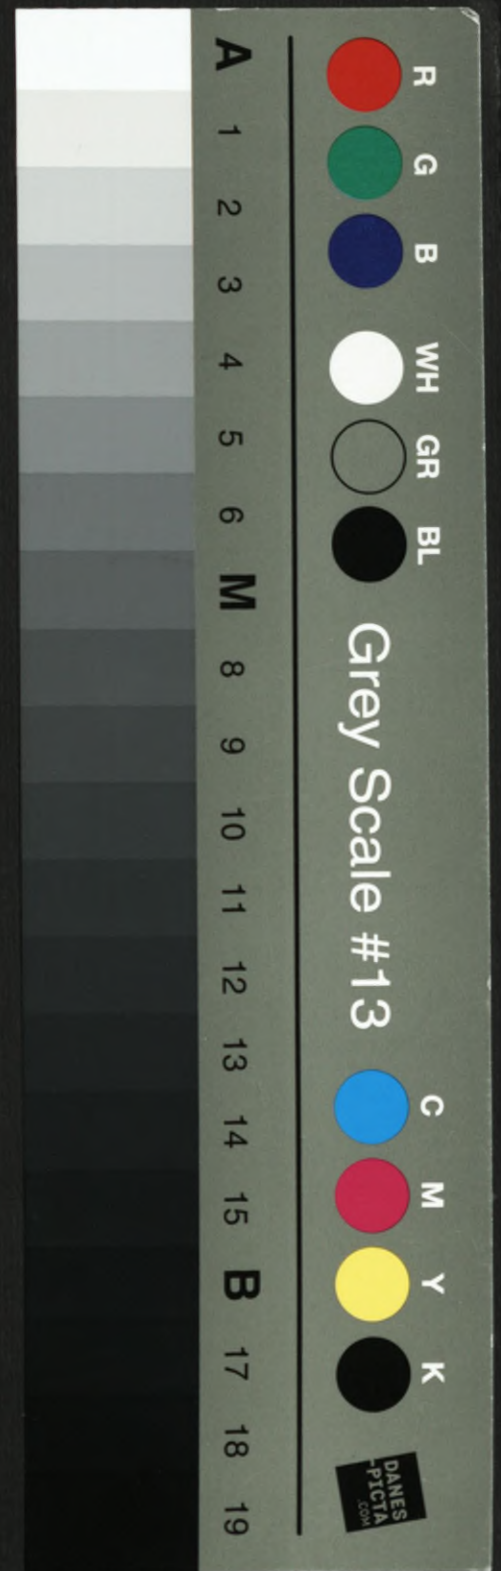 R G B WH GR BL Grey Scale #13 C M Y K
DANES
-PICTA
.COM
A 1 2 3 4 5 6 M 8 9 10 11 12 13 14 15 B 17 18 19